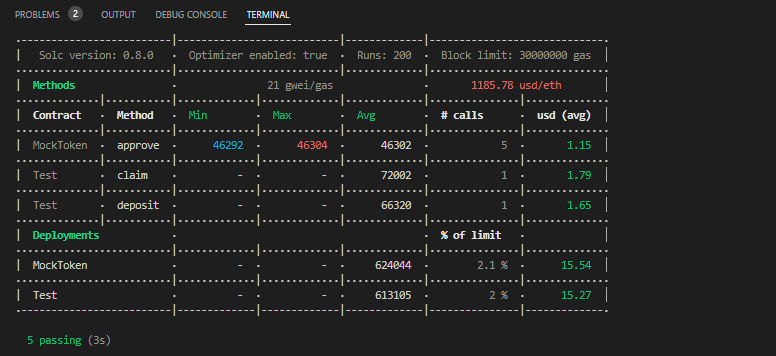 PROBLEMS 2 OUTPUT DEBUG CONSOLE TERMINAL
Solc version: 0.8.0 Optimizer enabled: true Runs: 200 Block limit: 30000000 gas
Methods 21 gwei/gas 1185.78 usd/eth
Contract Method Min Max Avg # calls usd (avg)
MockToken approve 46292 46304 46302 5 1.15
Test claim - - 72002 1 1.79
Test deposit - - 66320 1 1.65
Deployments % of limit
MockToken - - 624044 2.1 % 15.54
Test - - 613105 2 % 15.27
5 passing (3s)